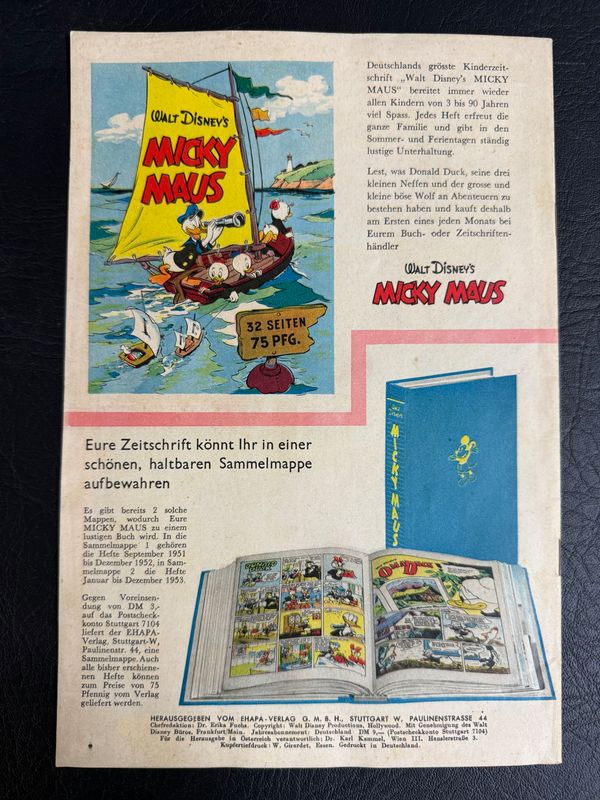 WALT DISNEY'S
MICKY
MAUS
32 SEITEN
75 PFG.
Deutschlands grösste Kinderzeit-
schrift „Walt Disney's MICKY
MAUS" bereitet immer wieder
allen Kindern von 3 bis 90 Jahren
viel Spass. Jedes Heft erfreut die
ganze Familie und gibt in den
Sommer- und Ferientagen ständig
lustige Unterhaltung.
Lest, was Donald Duck, seine drei
kleinen Neffen und der grosse und
kleine böse Wolf an Abenteuern zu
bestehen haben und kauft deshalb
am Ersten eines jeden Monats bei
Eurem Buch- oder Zeitschriften-
händler
WALT DISNEY'S
MICKY MAUS
Eure Zeitschrift könnt Ihr in einer
schönen, haltbaren Sammelmappe
aufbewahren
Es gibt bereits 2 solche
Mappen, wodurch Eure
MICKY MAUS zu einem
lustigen Buch wird. In die
Sammelmappe 1 gehören
die Hefte September 1951
bis Dezember 1952, in Sam-
melmappe 2 die Hefte
Januar bis Dezember 1953.
Gegen Voreinsen-
dung von DM 3,-
auf das Postscheck-
konto Stuttgart 7104
liefert der EHAPA-
Verlag, Stuttgart-W,
Paulinenstr. 44, eine
Sammelmappe. Auch
alle bisher erschiene-
nen Hefte können
zum Preise von 75
Pfennig vom Verlag
geliefert werden.
MICKY MAUS
HERAUSGEGEBEN VOM EHAPA-VERLAG G. M. B. H., STUTTGART W, PAULINENSTRASSE 44
Chefredaktion: Dr. Erika Fuchs. Copyright: Walt Disney Productions, Hollywood. Mit Genehmigung des Walt
Disney Büros, Frankfurt/Main. Jahresabonnement: Deutschland DM 9,— (Postscheckkonto Stuttgart 7104)
Für die Herausgabe in Österreich verantwortlich: Dr. Karl Kammel, Wien III, Hanslerstraße 3.
Kupfertiefdruck: W. Girardet, Essen. Gedruckt in Deutschland.